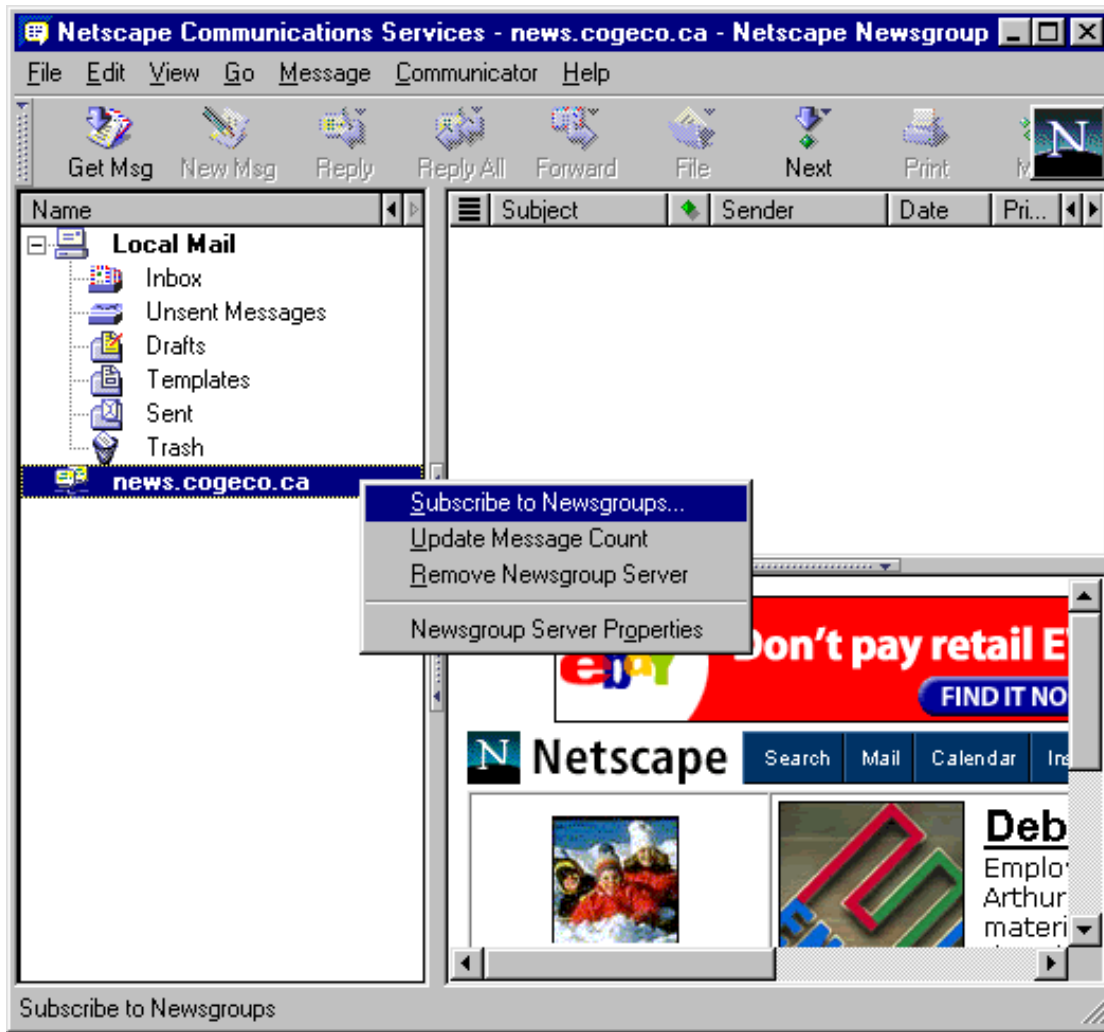 Netscape Communications Services - news.cogeco.ca - Netscape Newsgroup
File Edit View Go Message Communicator Help
Get Msg New Msg Reply Reply All Forward File Next Print M N
Name Subject Sender Date Pri...
Local Mail
Inbox
Unsent Messages
Drafts
Templates
Sent
Trash
news.cogeco.ca
Subscribe to Newsgroups...
Update Message Count
Remove Newsgroup Server
Newsgroup Server Properties
ebay Don't pay retail E
FIND IT NO
N Netscape Search Mail Calendar Ins
Deb
Emplo
Arthur
materi
Subscribe to Newsgroups